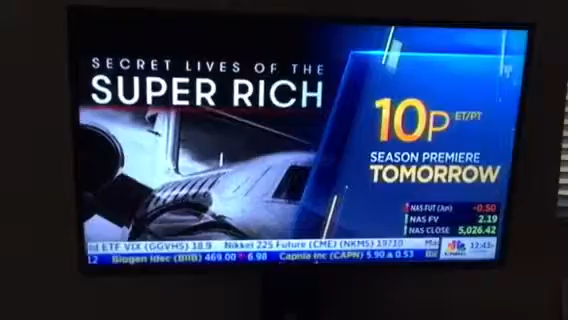 SECRET LIVES OF THE
SUPER RICH
10P ET/PT
SEASON PREMIERE
TOMORROW
NAS FUT (Jun) -0.50
NAS FV 2.19
NAS CLOSE 5,026.42
ETF VIX (GGVHS) 18.9 Nikkei 225 Future (CME) (NKMS) 19710
12 Biogen Idec (BIIB) 469.00 6.98 Capnia Inc (CAPN) 5.90 ▲ 0.53
CNBC